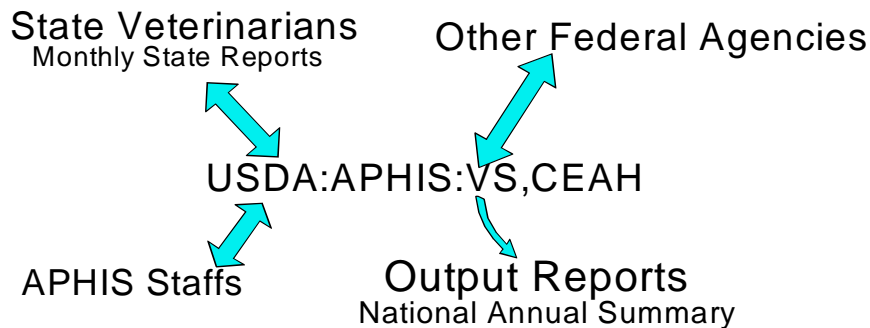 State Veterinarians
Monthly State Reports
Other Federal Agencies
USDA:APHIS:VS,CEAH
APHIS Staffs
Output Reports
National Annual Summary